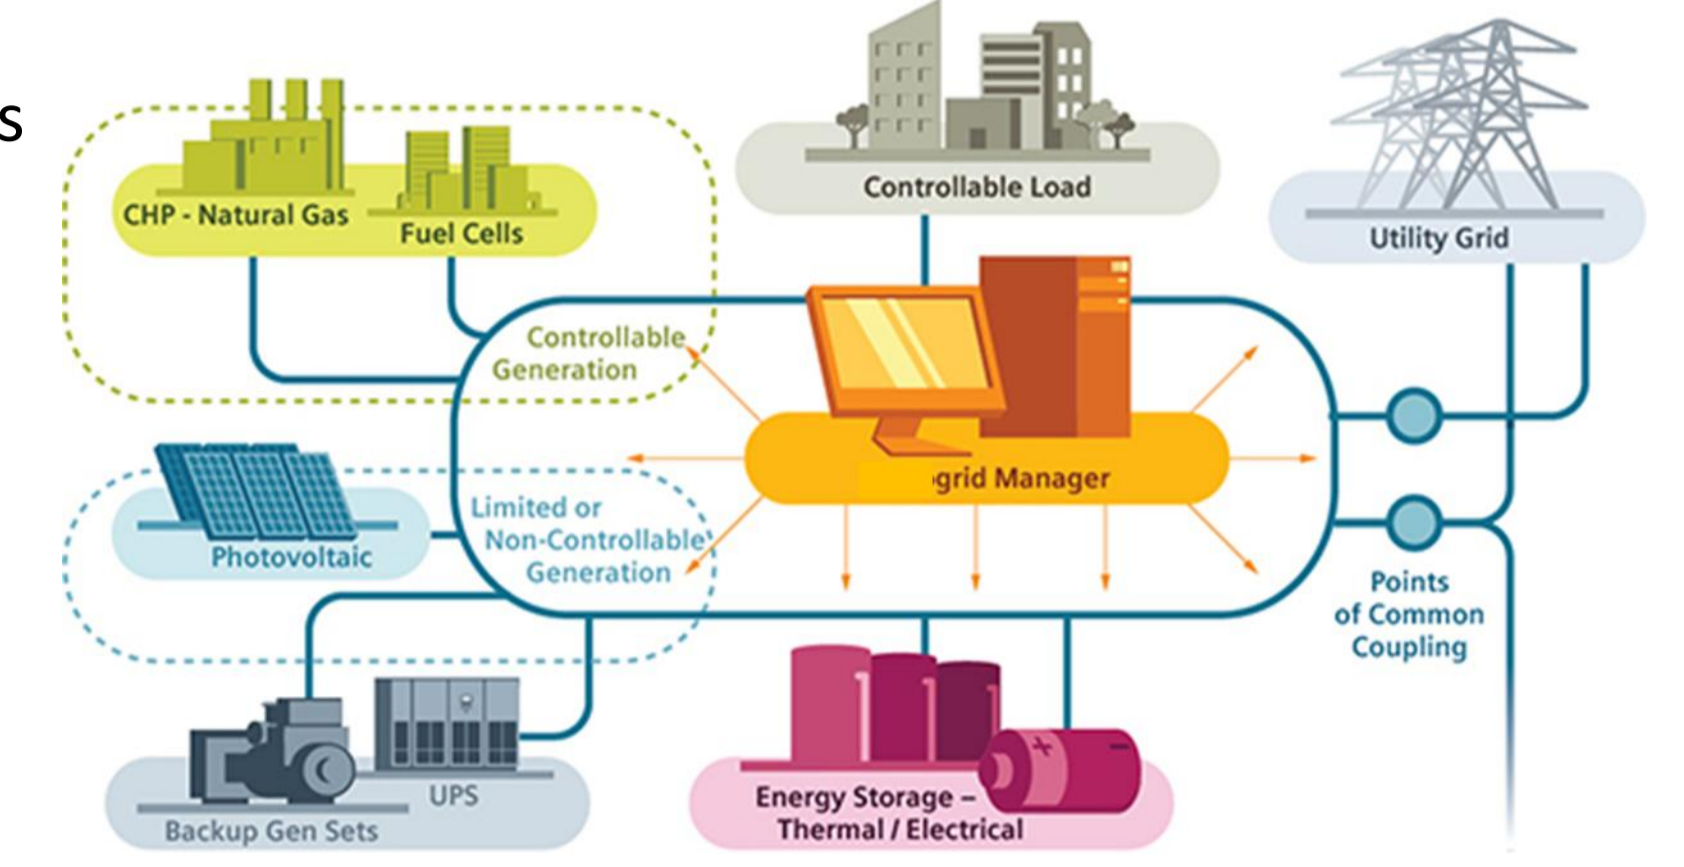 s
CHP - Natural Gas
Fuel Cells
Controllable Load
Utility Grid
Controllable
Generation
grid Manager
Photovoltaic
Limited or
Non-Controllable
Generation
Points
of Common
Coupling
Backup Gen Sets
UPS
Energy Storage –
Thermal / Electrical
+
–